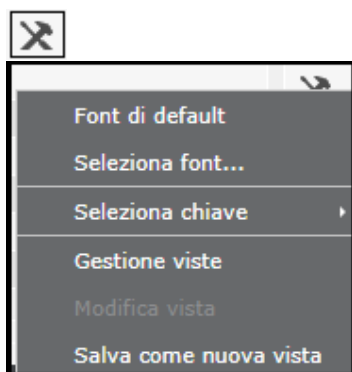 Font di default
Seleziona font...
Seleziona chiave
Gestione viste
Modifica vista
Salva come nuova vista